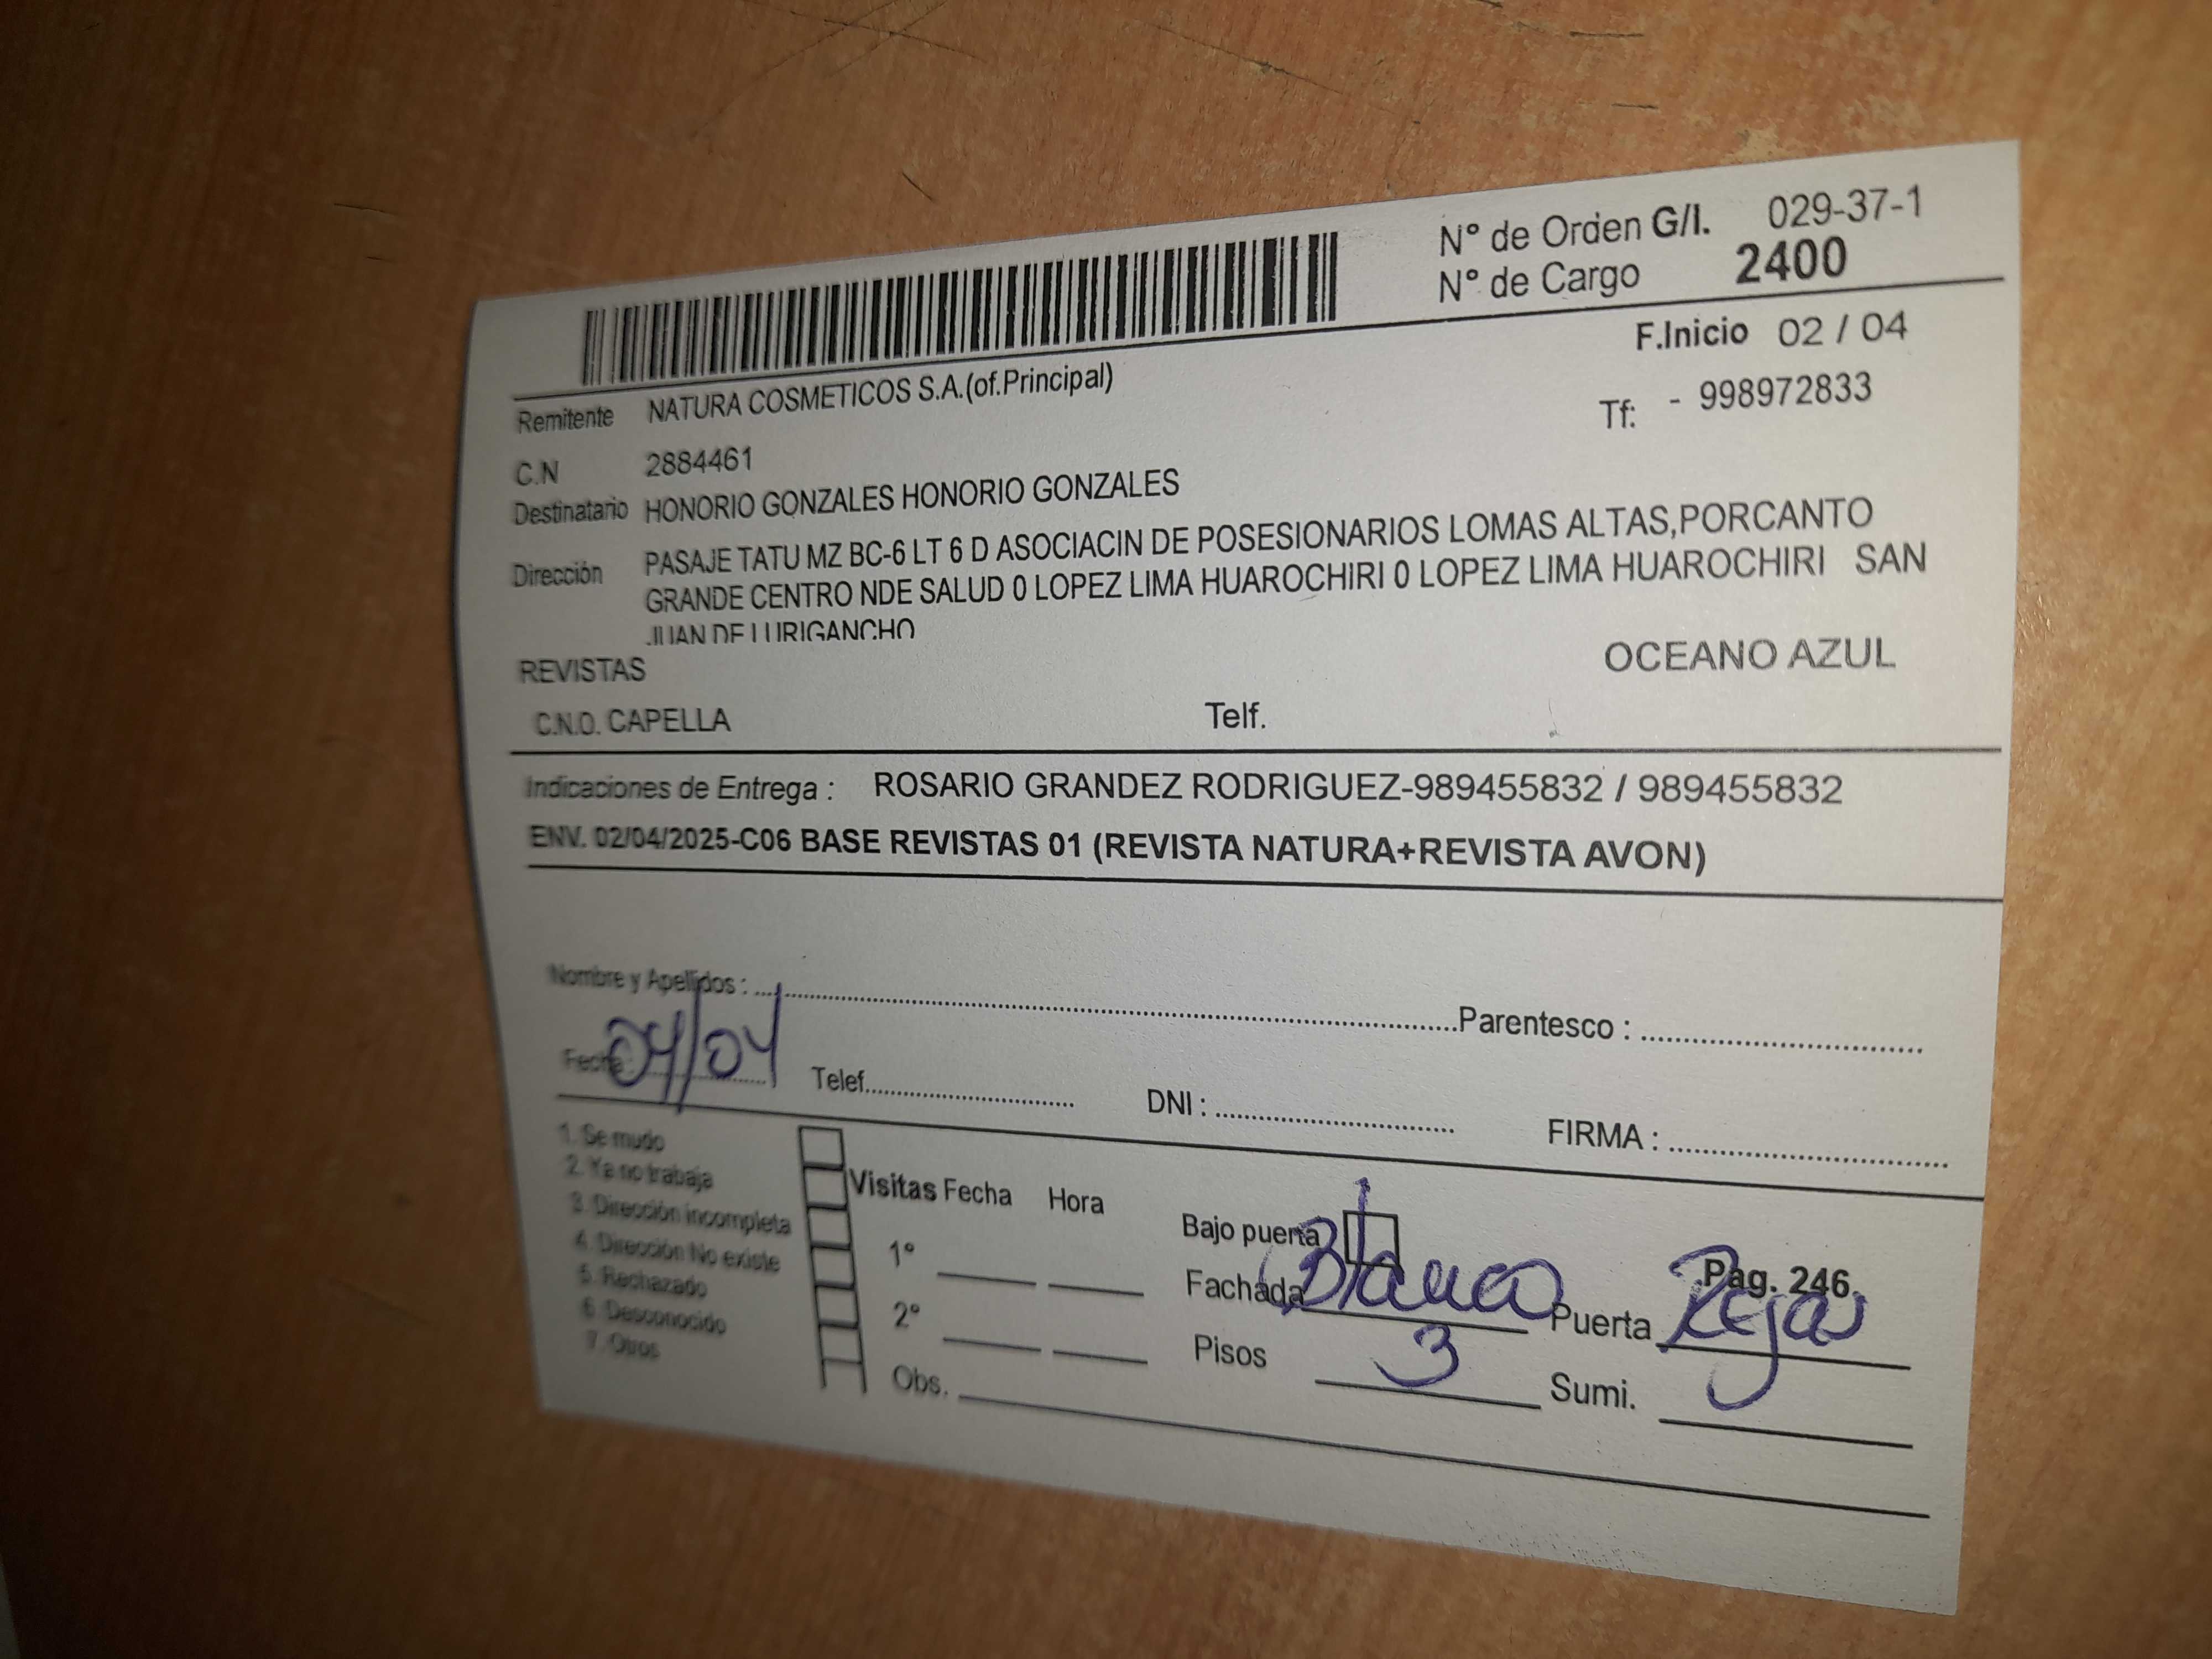 N° de Orden G/I. 029-37-1
N° de Cargo 2400
F.Inicio 02 / 04
Remitente NATURA COSMETICOS S.A.(of.Principal)
Tf: - 998972833
C.N 2884461
Destinatario HONORIO GONZALES HONORIO GONZALES
Dirección PASAJE TATU MZ BC-6 LT 6 D ASOCIACIN DE POSESIONARIOS LOMAS ALTAS,PORCANTO
GRANDE CENTRO NDE SALUD 0 LOPEZ LIMA HUAROCHIRI 0 LOPEZ LIMA HUAROCHIRI SAN
JUAN DE LURIGANCHO
REVISTAS OCEANO AZUL
C.N.O. CAPELLA Telf.
Indicaciones de Entrega : ROSARIO GRANDEZ RODRIGUEZ-989455832 / 989455832
ENV. 02/04/2025-C06 BASE REVISTAS 01 (REVISTA NATURA+REVISTA AVON)
Nombre y Apellidos : Parentesco :
Fecha: 04/04 Telef. DNI : FIRMA :
1. Se mudo
2. Ya no trabaja
3. Dirección incompleta
4. Dirección No existe
5. Rechazado
6. Desconocido
7. Otros
Visitas Fecha Hora
1°
2°
Obs.
Bajo puerta
Pag. 246.
Fachada Blanco Puerta Rejas
Pisos 3 Sumi.